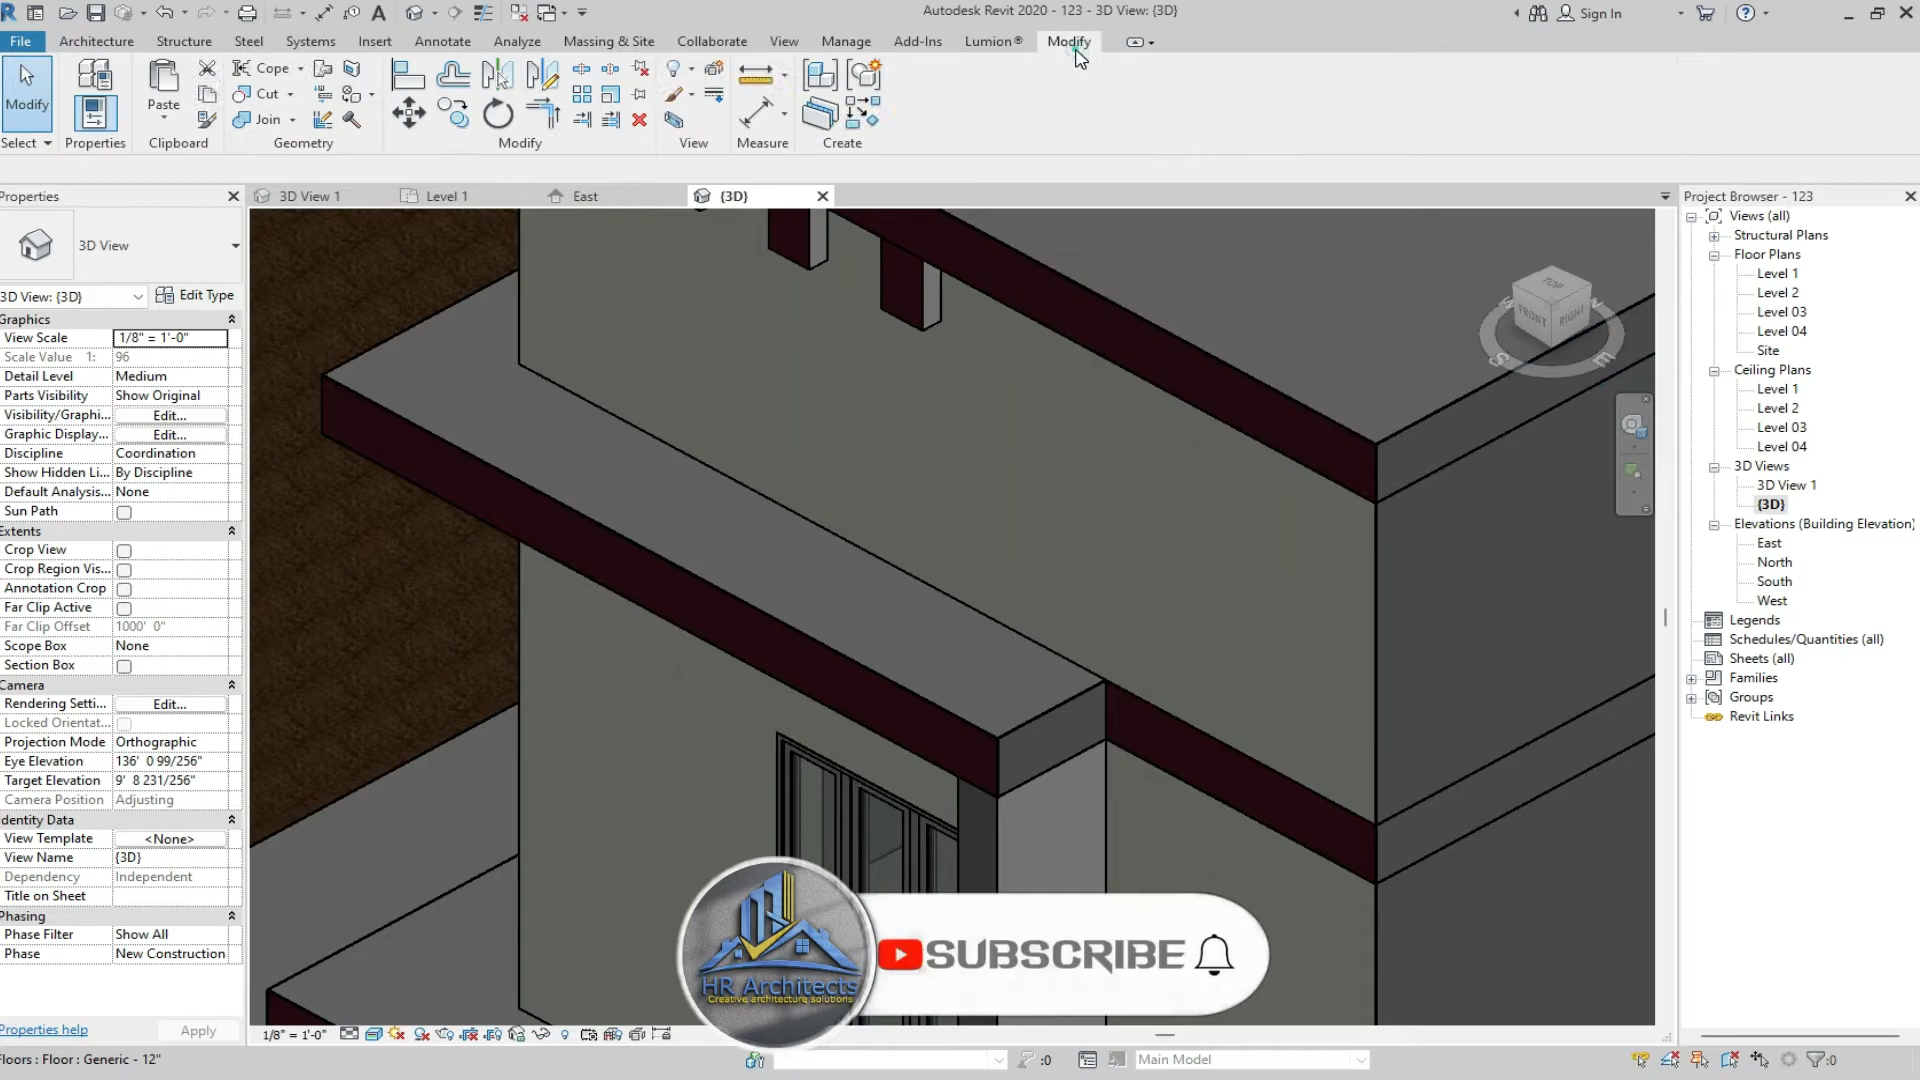 Autodesk Revit 2020 - 123 - 3D View: {3D}
Sign In
File
Architecture
Structure
Steel
Systems
Insert
Annotate
Analyze
Massing & Site
Collaborate
View
Manage
Add-Ins
Lumion®
Modify
Modify
Select
Properties
Paste
Clipboard
Cope
Cut
Join
Geometry
Modify
View
Measure
Create
Properties
3D View 1
Level 1
East
{3D}
Project Browser - 123
3D View
3D View: {3D}
Edit Type
Graphics
View Scale 1/8" = 1'-0"
Scale Value 1: 96
Detail Level Medium
Parts Visibility Show Original
Visibility/Graphi... Edit...
Graphic Display... Edit...
Discipline Coordination
Show Hidden Li... By Discipline
Default Analysis... None
Sun Path
Extents
Crop View
Crop Region Vis...
Annotation Crop
Far Clip Active
Far Clip Offset 1000' 0"
Scope Box None
Section Box
Camera
Rendering Setti... Edit...
Locked Orientat...
Projection Mode Orthographic
Eye Elevation 136' 0 99/256"
Target Elevation 9' 8 231/256"
Camera Position Adjusting
Identity Data
View Template <None>
View Name {3D}
Dependency Independent
Title on Sheet
Phasing
Phase Filter Show All
Phase New Construction
Properties help
Apply
TOP
FRONT
RIGHT
S
E
Views (all)
Structural Plans
Floor Plans
Level 1
Level 2
Level 03
Level 04
Site
Ceiling Plans
Level 1
Level 2
Level 03
Level 04
3D Views
3D View 1
{3D}
Elevations (Building Elevation)
East
North
South
West
Legends
Schedules/Quantities (all)
Sheets (all)
Families
Groups
Revit Links
HR Architects
Creative architecture solutions
SUBSCRIBE
1/8" = 1'-0"
Floors : Floor : Generic - 12"
:0
Main Model
:0